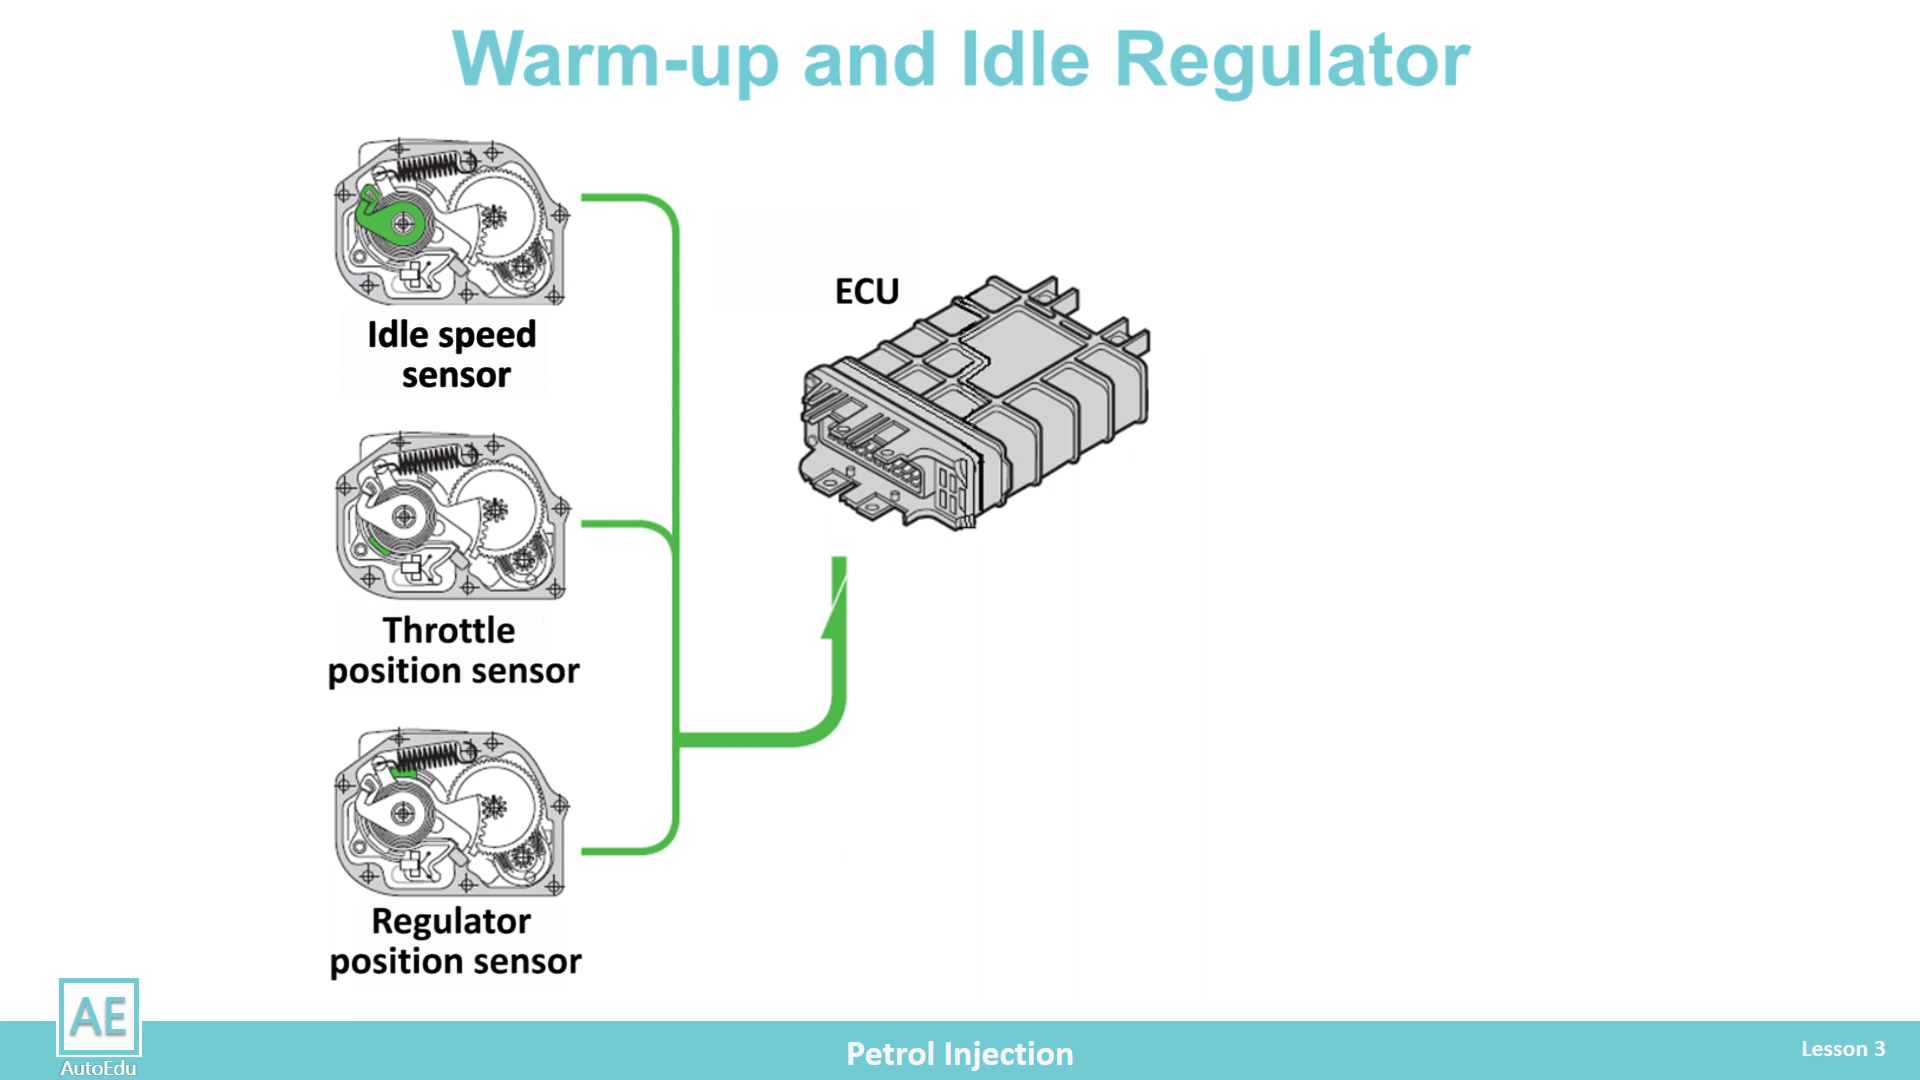 Warm-up and Idle Regulator
ECU
Idle speed
sensor
Throttle
position sensor
Regulator
position sensor
AE
AutoEdu
Petrol Injection
Lesson 3